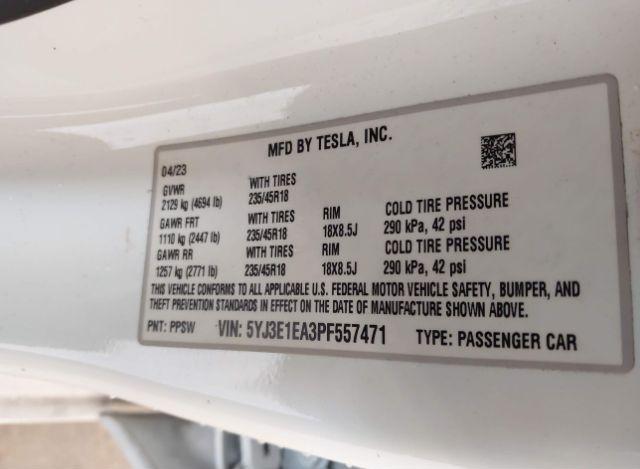 MFD BY TESLA, INC.
04/23
GVWR WITH TIRES
2129 kg (4694 lb) 235/45R18
GAWR FRT WITH TIRES RIM COLD TIRE PRESSURE
1110 kg (2447 lb) 235/45R18 18X8.5J 290 kPa, 42 psi
GAWR RR WITH TIRES RIM COLD TIRE PRESSURE
1257 kg (2771 lb) 235/45R18 18X8.5J 290 kPa, 42 psi
THIS VEHICLE CONFORMS TO ALL APPLICABLE U.S. FEDERAL MOTOR VEHICLE SAFETY, BUMPER, AND
THEFT PREVENTION STANDARDS IN EFFECT ON THE DATE OF MANUFACTURE SHOWN ABOVE.
PNT: PPSW VIN: 5YJ3E1EA3PF557471 TYPE: PASSENGER CAR